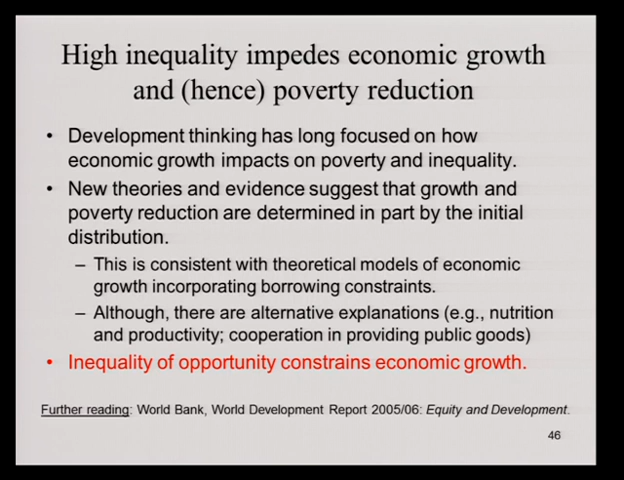 High inequality impedes economic growth
and (hence) poverty reduction
• Development thinking has long focused on how
economic growth impacts on poverty and inequality.
• New theories and evidence suggest that growth and
poverty reduction are determined in part by the initial
distribution.
– This is consistent with theoretical models of economic
growth incorporating borrowing constraints.
– Although, there are alternative explanations (e.g., nutrition
and productivity; cooperation in providing public goods)
• Inequality of opportunity constrains economic growth.
Further reading: World Bank, World Development Report 2005/06: Equity and Development.
46